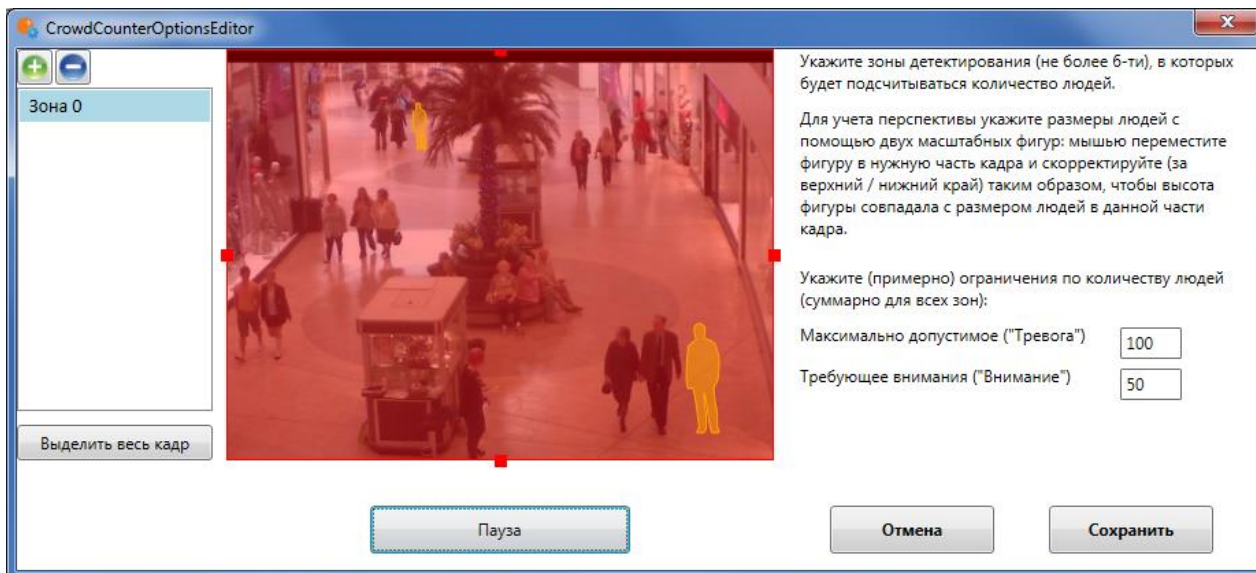 CrowdCounterOptionsEditor
Зона 0
Выделить весь кадр
Укажите зоны детектирования (не более 6-ти), в которых
будет подсчитываться количество людей.
Для учета перспективы укажите размеры людей с
помощью двух масштабных фигур: мышью переместите
фигуру в нужную часть кадра и скорректируйте (за
верхний / нижний край) таким образом, чтобы высота
фигуры совпадала с размером людей в данной части
кадра.
Укажите (примерно) ограничения по количеству людей
(суммарно для всех зон):
Максимально допустимое ("Тревога") 100
Требующее внимания ("Внимание") 50
Пауза
Отмена
Сохранить